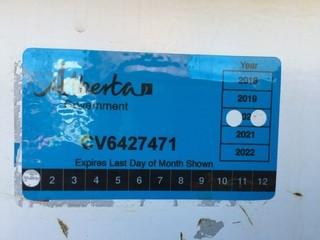 Year
Alberta
2018
2019
Government
CV6427471
2021
2022
Expires Last Day of Month Shown
2 3 4 5 6 7 8 9 10 11 12